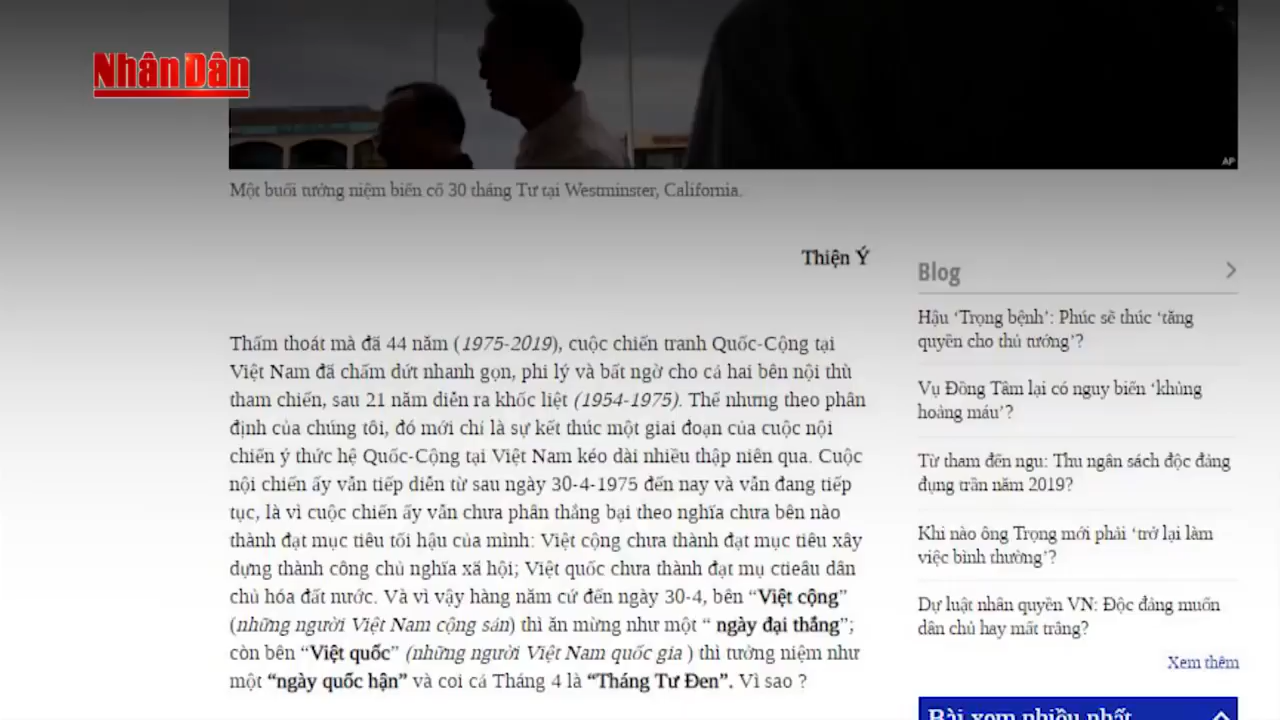 Nhân Dân
AP
Một buổi tưởng niệm biến cố 30 tháng Tư tại Westminster, California.
Thiện Ý
Thấm thoát mà đã 44 năm (1975-2019), cuộc chiến tranh Quốc-Cộng tại
Việt Nam đã chấm dứt nhanh gọn, phi lý và bất ngờ cho cả hai bên nội thù
tham chiến, sau 21 năm diễn ra khốc liệt (1954-1975). Thế nhưng theo phân
định của chúng tôi, đó mới chỉ là sự kết thúc một giai đoạn của cuộc nội
chiến ý thức hệ Quốc-Cộng tại Việt Nam kéo dài nhiều thập niên qua. Cuộc
nội chiến ấy vẫn tiếp diễn từ sau ngày 30-4-1975 đến nay và vẫn đang tiếp
tục, là vì cuộc chiến ấy vẫn chưa phân thắng bại theo nghĩa chưa bên nào
thành đạt mục tiêu tối hậu của mình: Việt cộng chưa thành đạt mục tiêu xây
dựng thành công chủ nghĩa xã hội; Việt quốc chưa thành đạt mụ ctieâu dân
chủ hóa đất nước. Và vì vậy hàng năm cứ đến ngày 30-4, bên “Việt cộng”
(những người Việt Nam cộng sản) thì ăn mừng như một “ ngày đại thắng”;
còn bên “Việt quốc” (những người Việt Nam quốc gia ) thì tưởng niệm như
một “ngày quốc hận” và coi cả Tháng 4 là “Tháng Tư Đen”. Vì sao ?
Blog
Hậu ‘Trọng bệnh’: Phúc sẽ thúc ‘tăng
quyền cho thủ tướng’?
Vụ Đồng Tâm lại có nguy biến ‘khủng
hoảng máu’?
Từ tham đến ngu: Thu ngân sách độc đảng
đụng trần năm 2019?
Khi nào ông Trọng mới phải ‘trở lại làm
việc bình thường’?
Dự luật nhân quyền VN: Độc đảng muốn
dân chủ hay mất trắng?
Xem thêm
Bài xem nhiều nhất